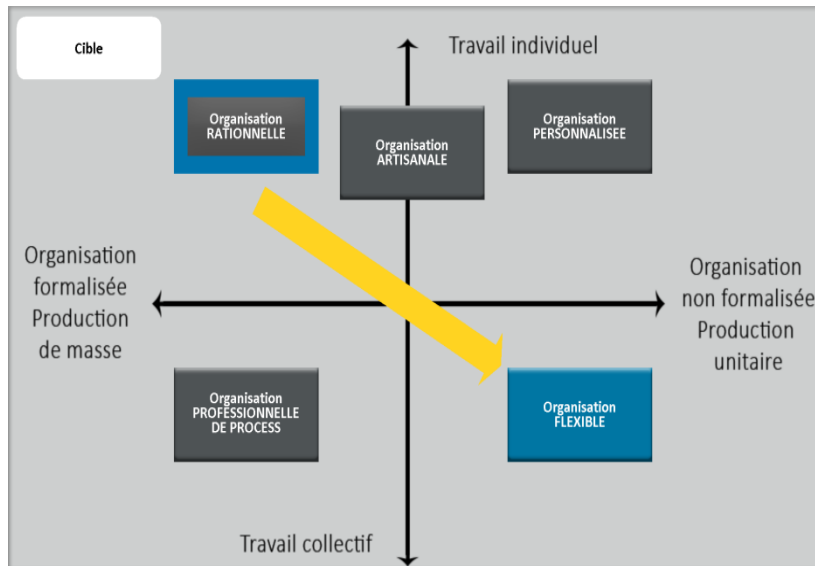 Cible
Travail individuel
Organisation
RATIONNELLE
Organisation
ARTISANALE
Organisation
PERSONNALISEE
Organisation
formalisée
Production
de masse
Organisation
non formalisée
Production
unitaire
Organisation
PROFESSIONNELLE
DE PROCESS
Organisation
FLEXIBLE
Travail collectif